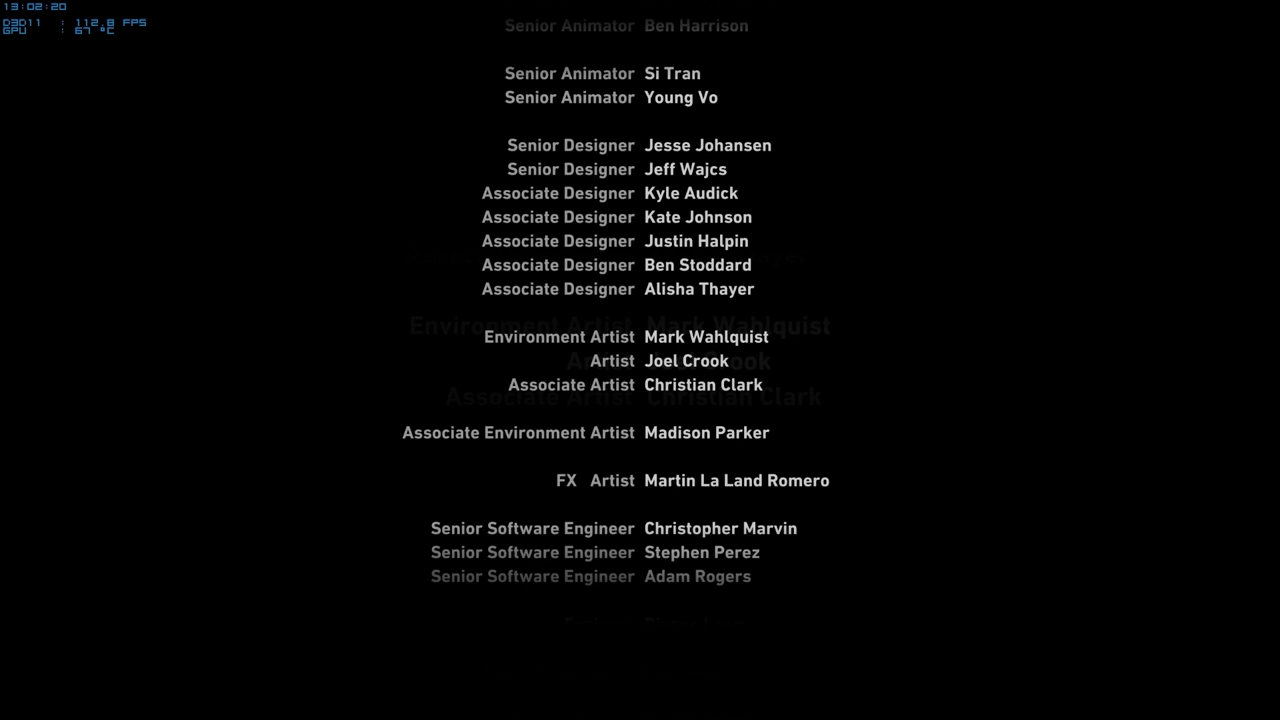 13:02:20
D3D11 : 112.8 FPS
GPU : 67 °C
Senior Animator Ben Harrison
Senior Animator Si Tran
Senior Animator Young Vo
Senior Designer Jesse Johansen
Senior Designer Jeff Wajcs
Associate Designer Kyle Audick
Associate Designer Kate Johnson
Associate Designer Justin Halpin
Associate Designer Ben Stoddard
Associate Designer Alisha Thayer
Environment Artist Mark Wahlquist
Artist Joel Crook
Associate Artist Christian Clark
Associate Environment Artist Madison Parker
FX Artist Martin La Land Romero
Senior Software Engineer Christopher Marvin
Senior Software Engineer Stephen Perez
Senior Software Engineer Adam Rogers